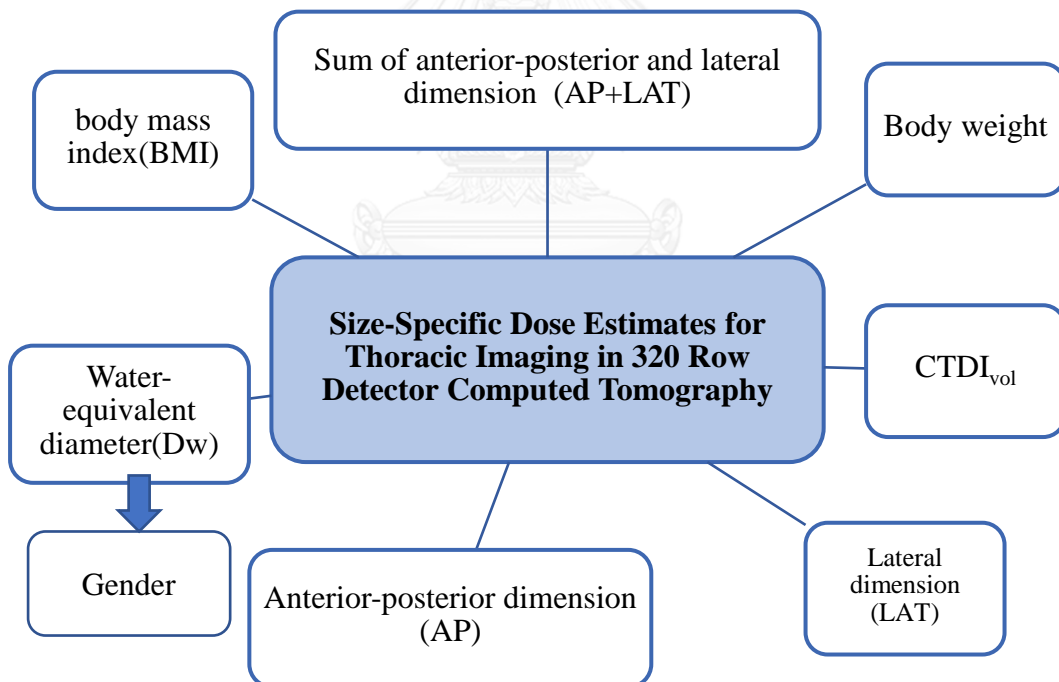 Sum of anterior-posterior and lateral
dimension (AP+LAT)
body mass
index(BMI)
Body weight
Size-Specific Dose Estimates for
Thoracic Imaging in 320 Row
Detector Computed Tomography
Water-
equivalent
diameter(Dw)
CTDIvol
Gender
Anterior-posterior dimension
(AP)
Lateral
dimension
(LAT)